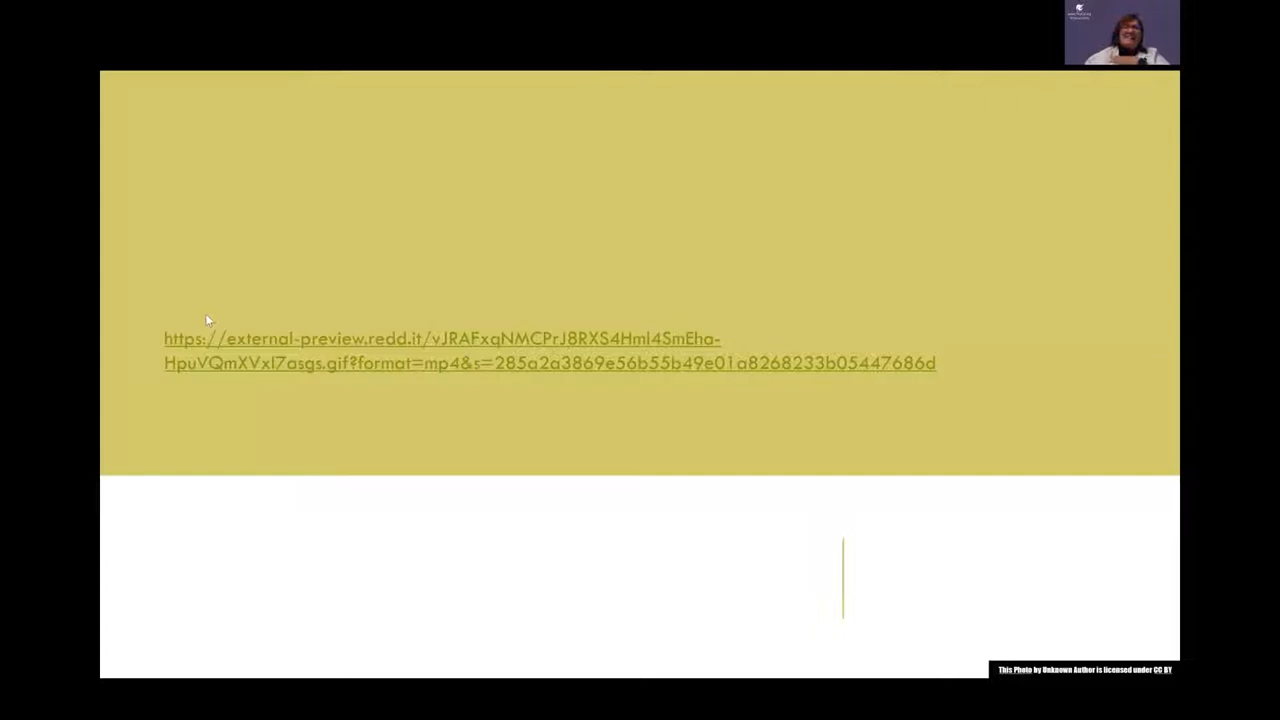 https://external-preview.redd.it/vJRAFxqNMCPrJ8RXS4Hml4SmEha-
HpuVQmXVxI7asgs.gif?format=mp4&s=285a2a3869e56b55b49e01a8268233b05447686d
This Photo by Unknown Author is licensed under CC BY